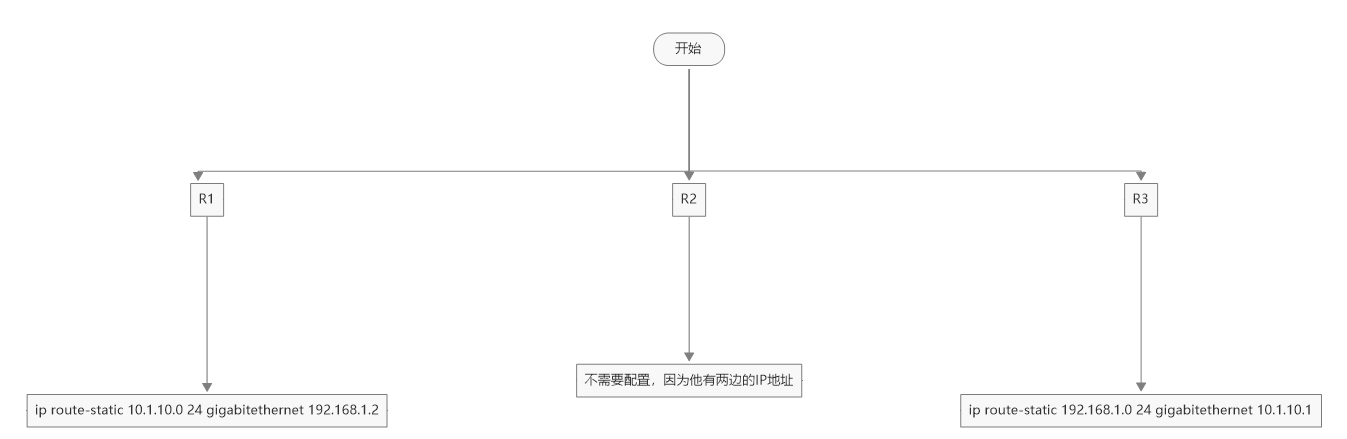 开始
R1
R2
R3
不需要配置，因为他有两边的IP地址
ip route-static 10.1.10.0 24 gigabitethernet 192.168.1.2
ip route-static 192.168.1.0 24 gigabitethernet 10.1.10.1